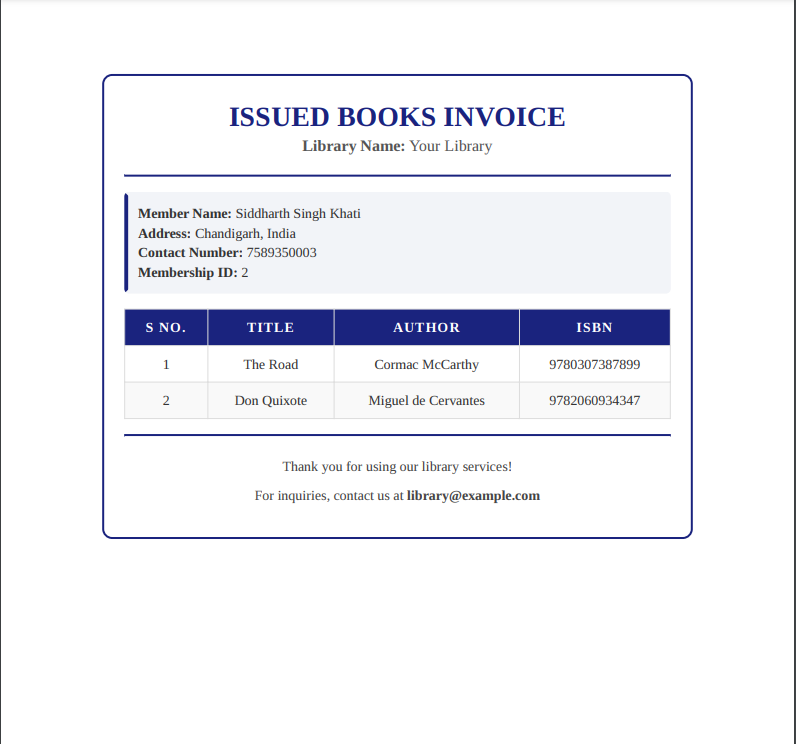 ISSUED BOOKS INVOICE
Library Name: Your Library
Member Name: Siddharth Singh Khati
Address: Chandigarh, India
Contact Number: 7589350003
Membership ID: 2
S NO. TITLE AUTHOR ISBN
1 The Road Cormac McCarthy 9780307387899
2 Don Quixote Miguel de Cervantes 9782060934347
Thank you for using our library services!
For inquiries, contact us at library@example.com